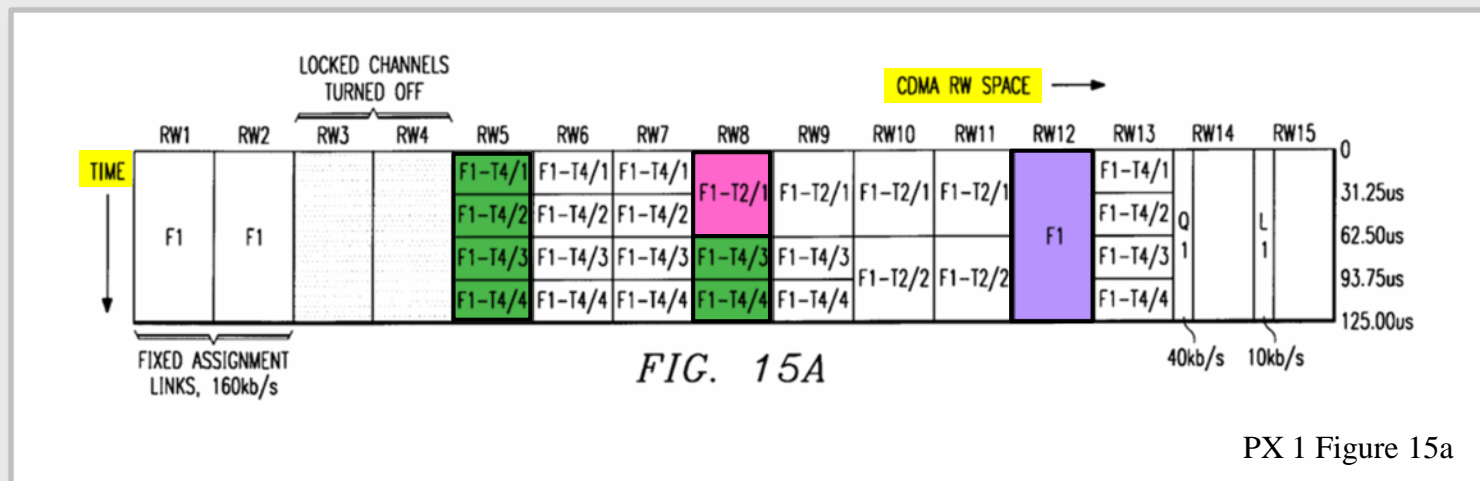 LOCKED CHANNELS
TURNED OFF
CDMA RW SPACE
RW1 RW2 RW3 RW4 RW5 RW6 RW7 RW8 RW9 RW10 RW11 RW12 RW13 RW14 RW15
TIME
0
F1-T4/1 F1-T4/1 F1-T4/1 F1-T2/1 F1-T2/1 F1-T2/1 F1-T2/1 F1-T4/1
31.25us
F1-T4/2 F1-T4/2 F1-T4/2 F1-T4/2
F1 F1 F1 Q1 L1
62.50us
F1-T4/3 F1-T4/3 F1-T4/3 F1-T4/3 F1-T4/3 F1-T2/2 F1-T2/2 F1-T4/3
93.75us
F1-T4/4 F1-T4/4 F1-T4/4 F1-T4/4 F1-T4/4 F1-T4/4
125.00us
FIXED ASSIGNMENT
LINKS, 160kb/s
FIG. 15A
40kb/s 10kb/s
PX 1 Figure 15a